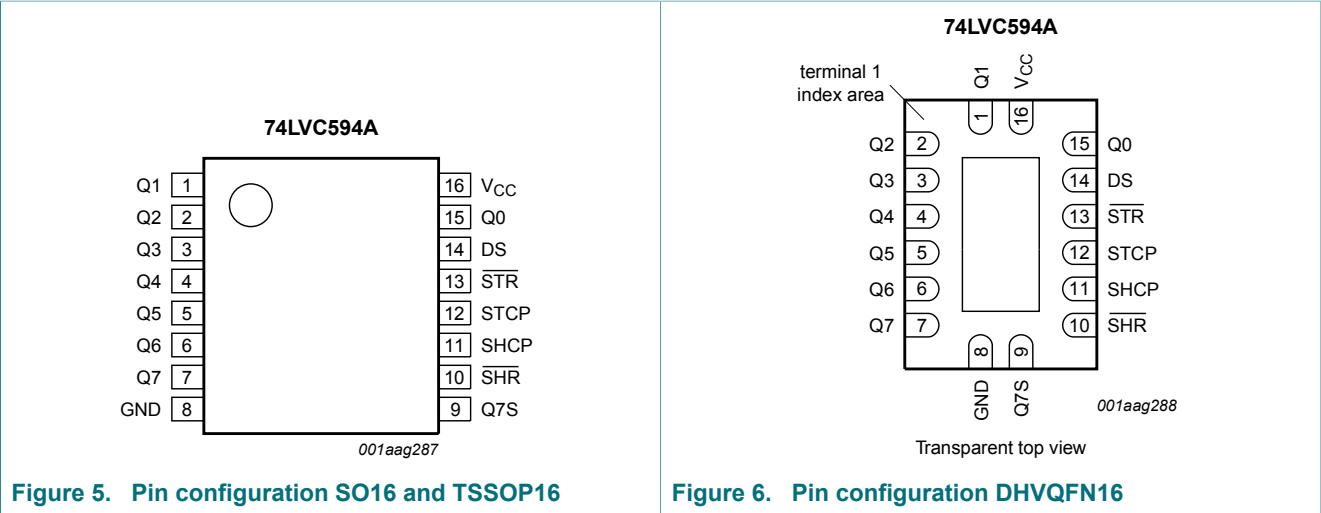 74LVC594A
Q1 1
Q2 2
Q3 3
Q4 4
Q5 5
Q6 6
Q7 7
GND 8
16 VCC
15 Q0
14 DS
13 STR
12 STCP
11 SHCP
10 SHR
9 Q7S
001aag287
Figure 5. Pin configuration SO16 and TSSOP16
74LVC594A
terminal 1
index area
Q1
VCC
1
16
Q2 2
Q3 3
Q4 4
Q5 5
Q6 6
Q7 7
15 Q0
14 DS
13 STR
12 STCP
11 SHCP
10 SHR
8
9
GND
Q7S
001aag288
Transparent top view
Figure 6. Pin configuration DHVQFN16